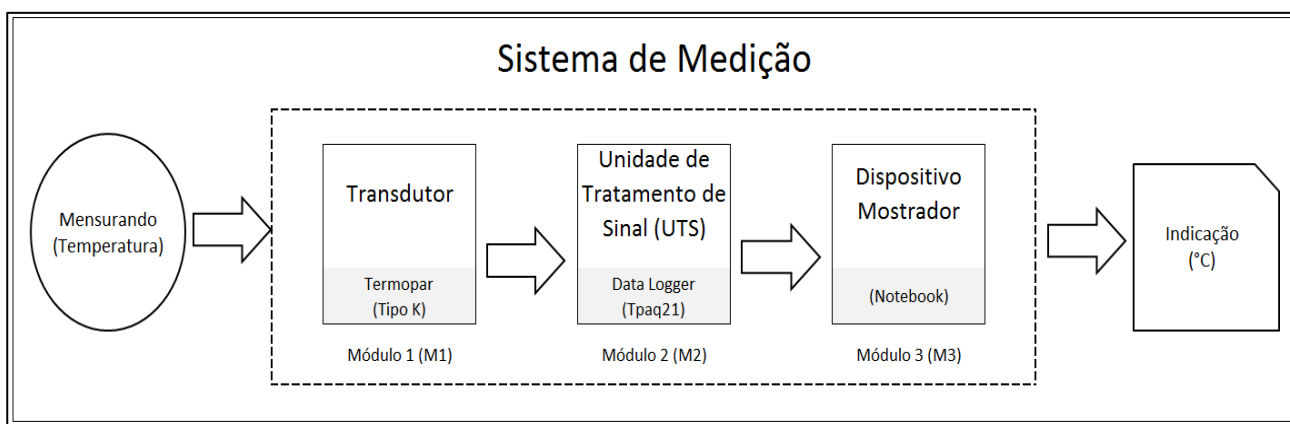 Sistema de Medição
Mensurando
(Temperatura)
Transdutor
Termopar
(Tipo K)
Módulo 1 (M1)
Unidade de
Tratamento de
Sinal (UTS)
Data Logger
(Tpaq21)
Módulo 2 (M2)
Dispositivo
Mostrador
(Notebook)
Módulo 3 (M3)
Indicação
(°C)